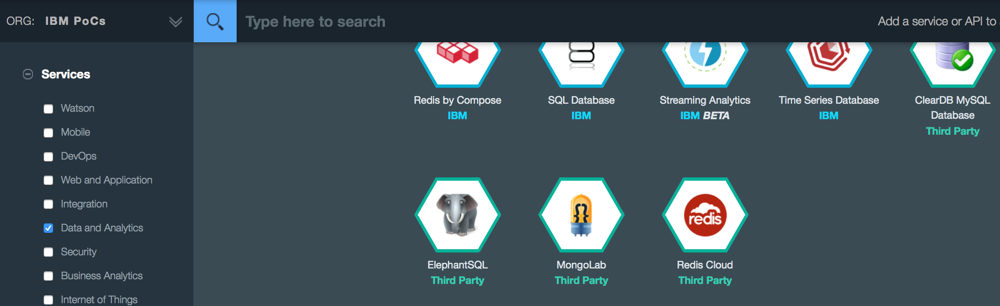 ORG: IBM PoCs
Type here to search
Add a service or API to
Services
Watson
Mobile
DevOps
Web and Application
Integration
Data and Analytics
Security
Business Analytics
Internet of Things
Redis by Compose
IBM
SQL Database
IBM
Streaming Analytics
IBM BETA
Time Series Database
IBM
ClearDB MySQL
Database
Third Party
ElephantSQL
Third Party
{}
MongoLab
Third Party
redis
Redis Cloud
Third Party